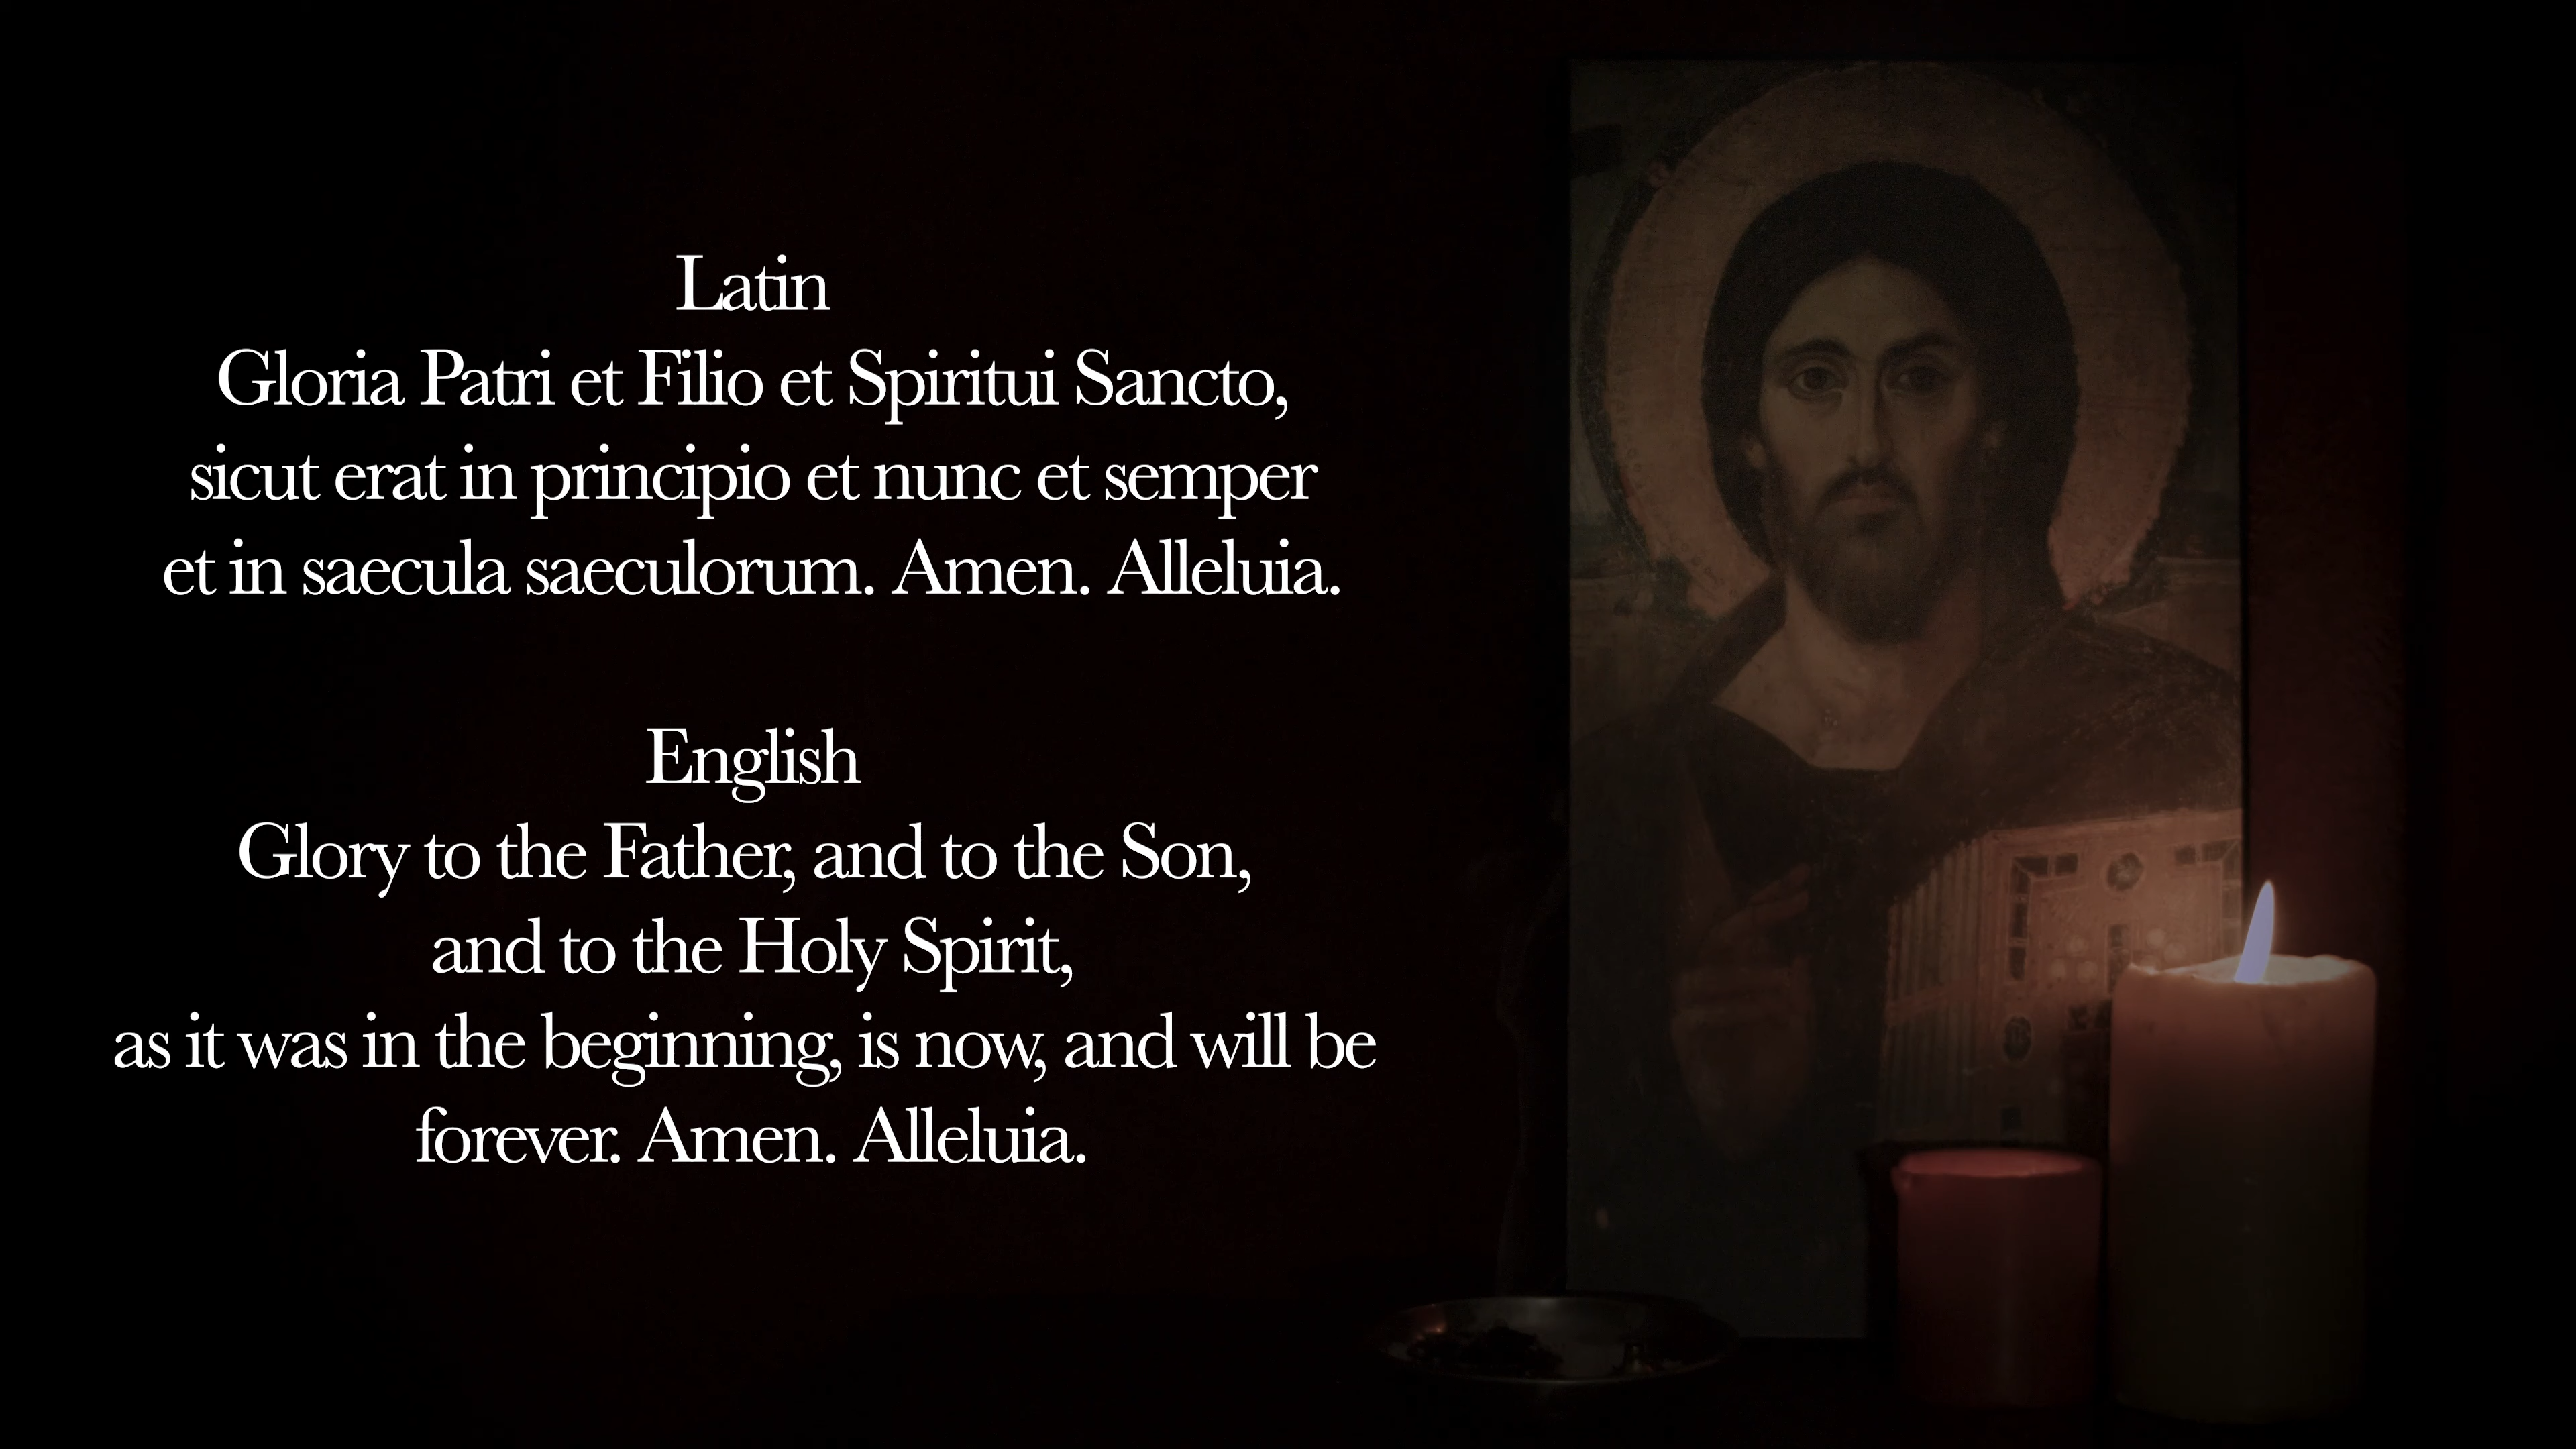 Latin
Gloria Patri et Filio et Spiritui Sancto,
sicut erat in principio et nunc et semper
et in saecula saeculorum. Amen. Alleluia.
English
Glory to the Father, and to the Son,
and to the Holy Spirit,
as it was in the beginning, is now, and will be
forever. Amen. Alleluia.